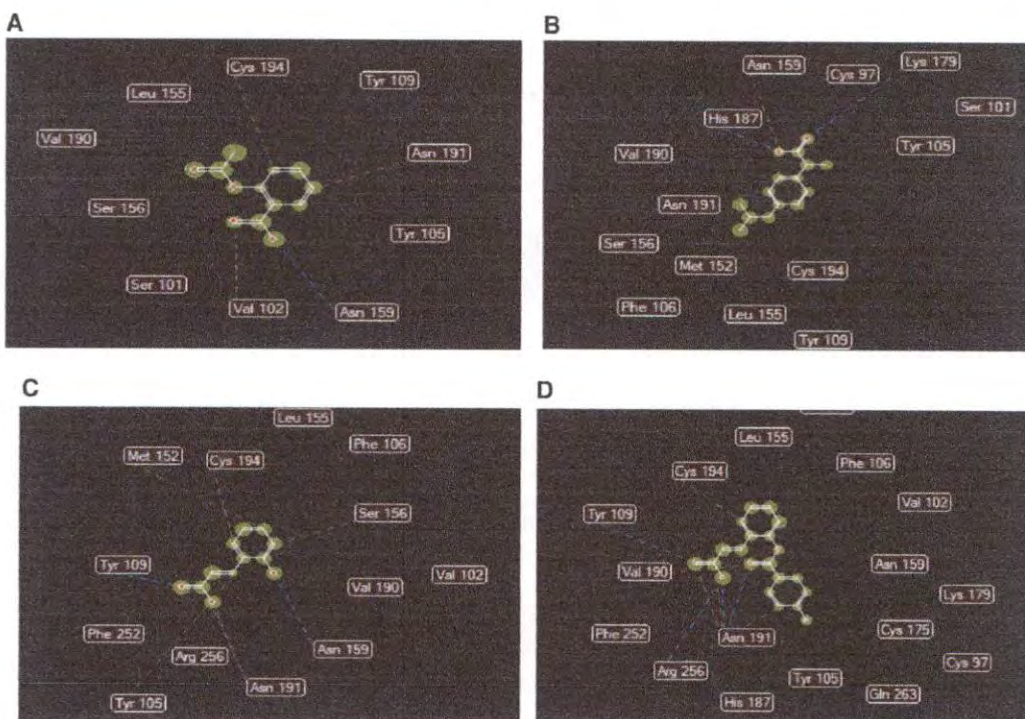 A
Cys 194
Tyr 109
Leu 155
Val 190
Asn 191
Ser 156
Tyr 105
Ser 101
Val 102
Asn 159
B
Asn 159
Cys 97
Lys 179
Ser 101
His 187
Tyr 105
Val 190
Asn 191
Ser 156
Met 152
Cys 194
Phe 106
Leu 155
Tyr 109
C
Leu 155
Phe 106
Met 152
Cys 194
Ser 156
Tyr 109
Val 190
Val 102
Phe 252
Arg 256
Asn 159
Tyr 105
Asn 191
D
Leu 155
Phe 106
Cys 194
Val 102
Tyr 109
Val 190
Asn 159
Lys 179
Phe 252
Asn 191
Cys 175
Arg 256
Tyr 105
Cys 97
His 187
Gln 263